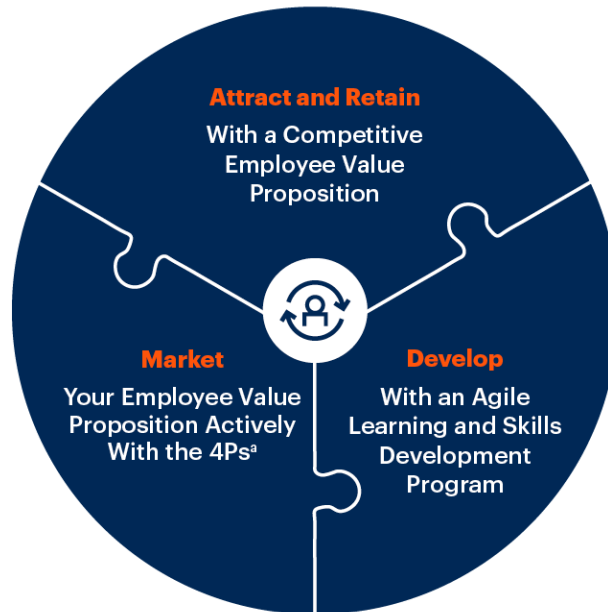 Attract and Retain
With a Competitive
Employee Value
Proposition
Market
Your Employee Value
Proposition Actively
With the 4Psᵃ
Develop
With an Agile
Learning and Skills
Development
Program